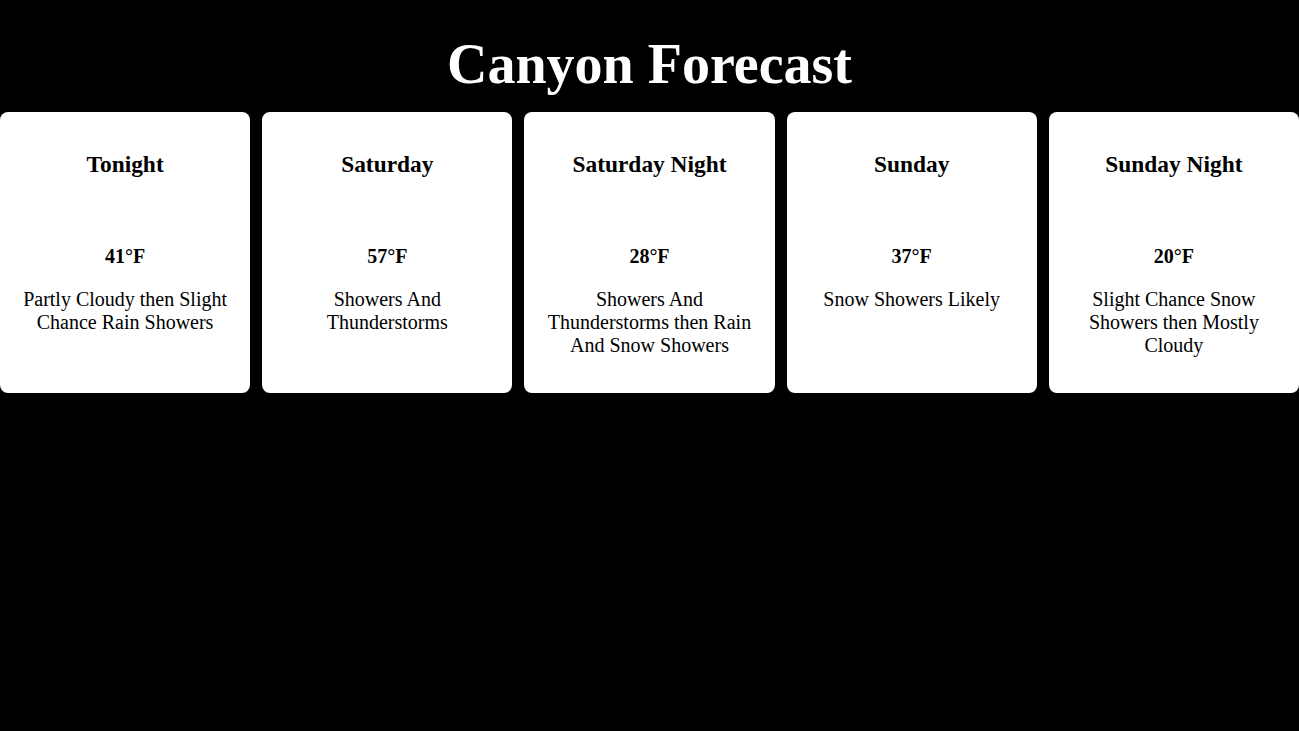 Canyon Forecast
Tonight
41°F
Partly Cloudy then Slight
Chance Rain Showers
Saturday
57°F
Showers And
Thunderstorms
Saturday Night
28°F
Showers And
Thunderstorms then Rain
And Snow Showers
Sunday
37°F
Snow Showers Likely
Sunday Night
20°F
Slight Chance Snow
Showers then Mostly
Cloudy